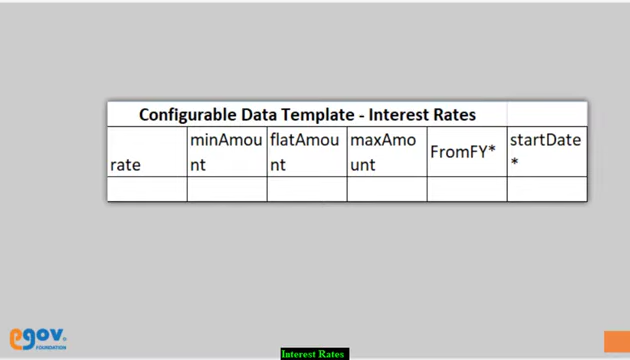 Configurable Data Template - Interest Rates
rate minAmou
nt flatAmou
nt maxAmo
unt FromFY* startDate
*
egov
FOUNDATION
Interest Rates